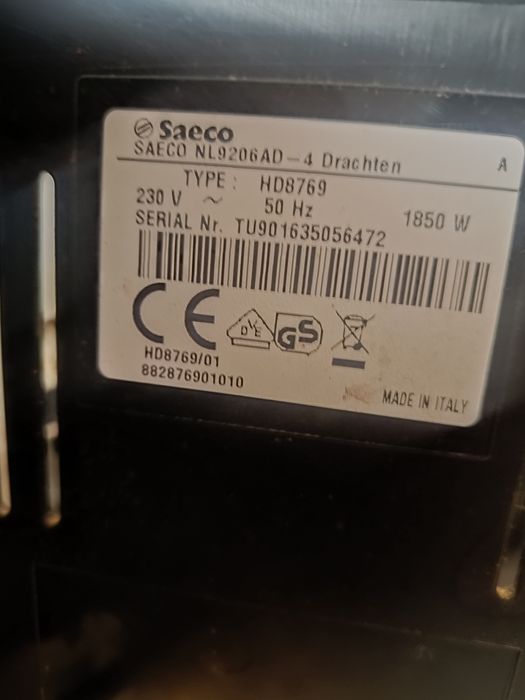 Saeco
SAECO NL9206AD-4 Drachten A
TYPE: HD8769
230 V ~ 50 Hz 1850 W
SERIAL Nr. TU901635056472
CE DVE GS
HD8769/01
882876901010
MADE IN ITALY